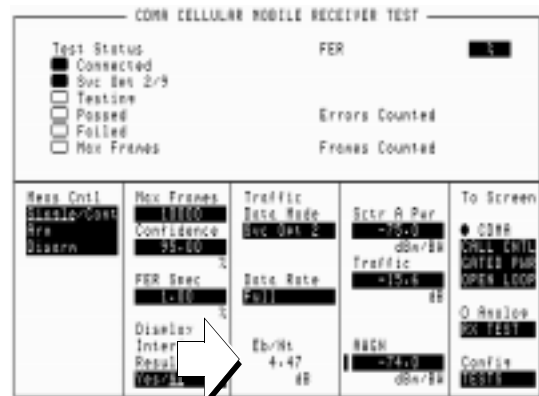 CDMA CELLULAR MOBILE RECEIVER TEST
Test Status
Connected
Svc Opt 2/9
Testing
Passed
Failed
Max Frames
FER
%
Errors Counted
Frames Counted
Meas Cntl
Single/Cont
Arm
Disarm
Max Frames
10000
Confidence
95.00
%
FER Spec
1.00
%
Display
Yes/No
Traffic
Data Mode
Svc Opt 2
Data Rate
Full
Eb/Nt
4.47
dB
Sctr A Pwr
-75.0
dBm/BW
Traffic
-15.6
dB
AWGN
-74.0
dBm/BW
To Screen
CDMA
CALL CNTL
GATED PWR
OPEN LOOP
Analog
RX TEST
Config
TESTS